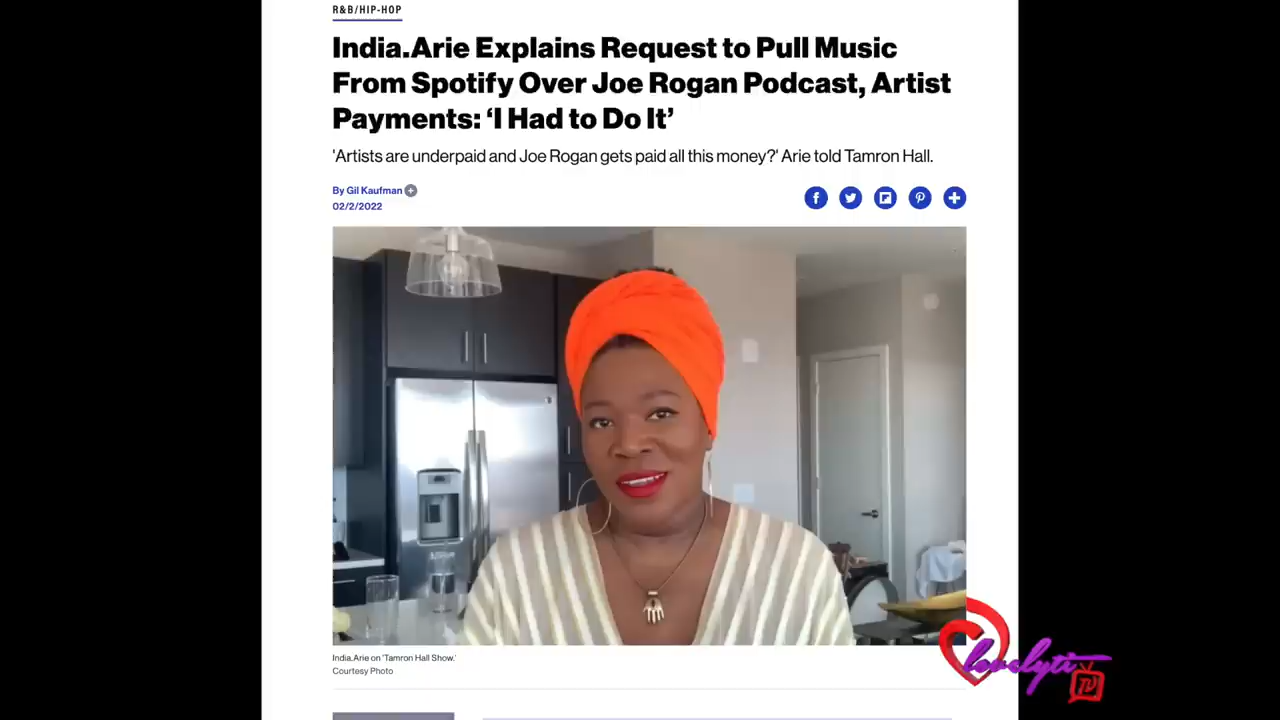 R&B/HIP-HOP
India.Arie Explains Request to Pull Music
From Spotify Over Joe Rogan Podcast, Artist
Payments: ‘I Had to Do It’
'Artists are underpaid and Joe Rogan gets paid all this money?' Arie told Tamron Hall.
By Gil Kaufman
02/2/2022
India.Arie on 'Tamron Hall Show.'
Courtesy Photo
lovelyti
TV